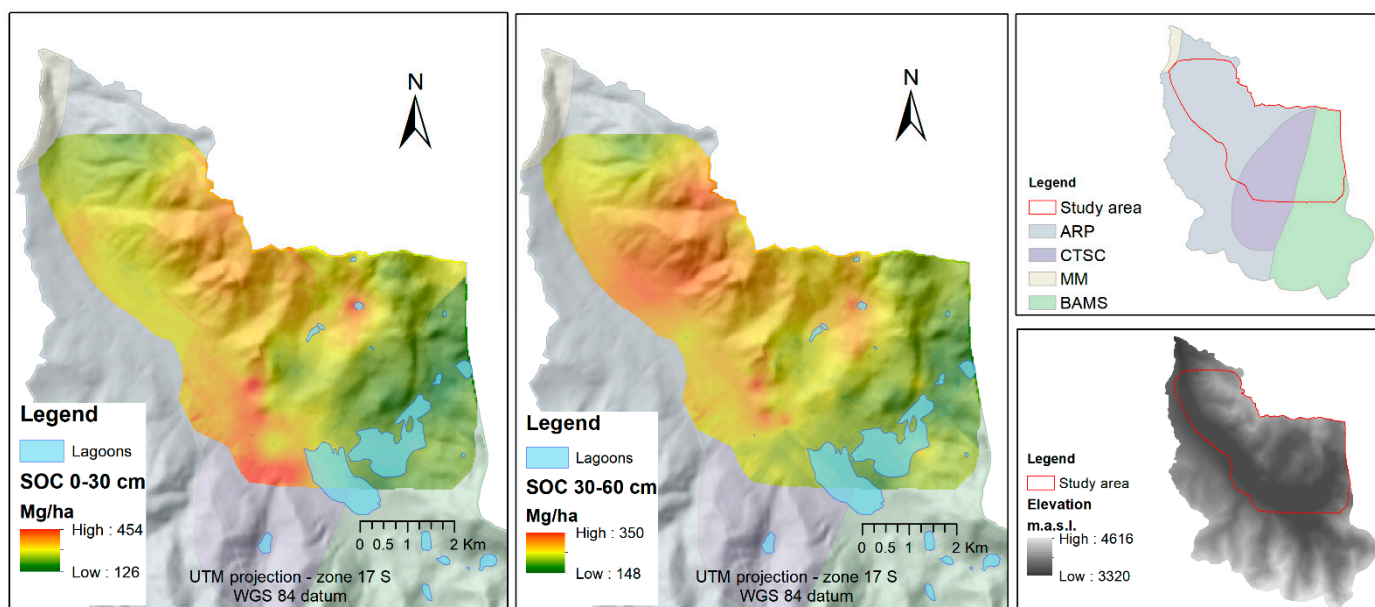 N
Legend
Lagoons
SOC 0-30 cm
Mg/ha
High : 454
Low : 126
0 0.5 1 2 Km
UTM projection - zone 17 S
WGS 84 datum
N
Legend
Lagoons
SOC 30-60 cm
Mg/ha
High : 350
Low : 148
0 0.5 1 2 Km
UTM projection - zone 17 S
WGS 84 datum
Legend
Study area
ARP
CTSC
MM
BAMS
Legend
Study area
Elevation
m.a.s.l.
High : 4616
Low : 3320